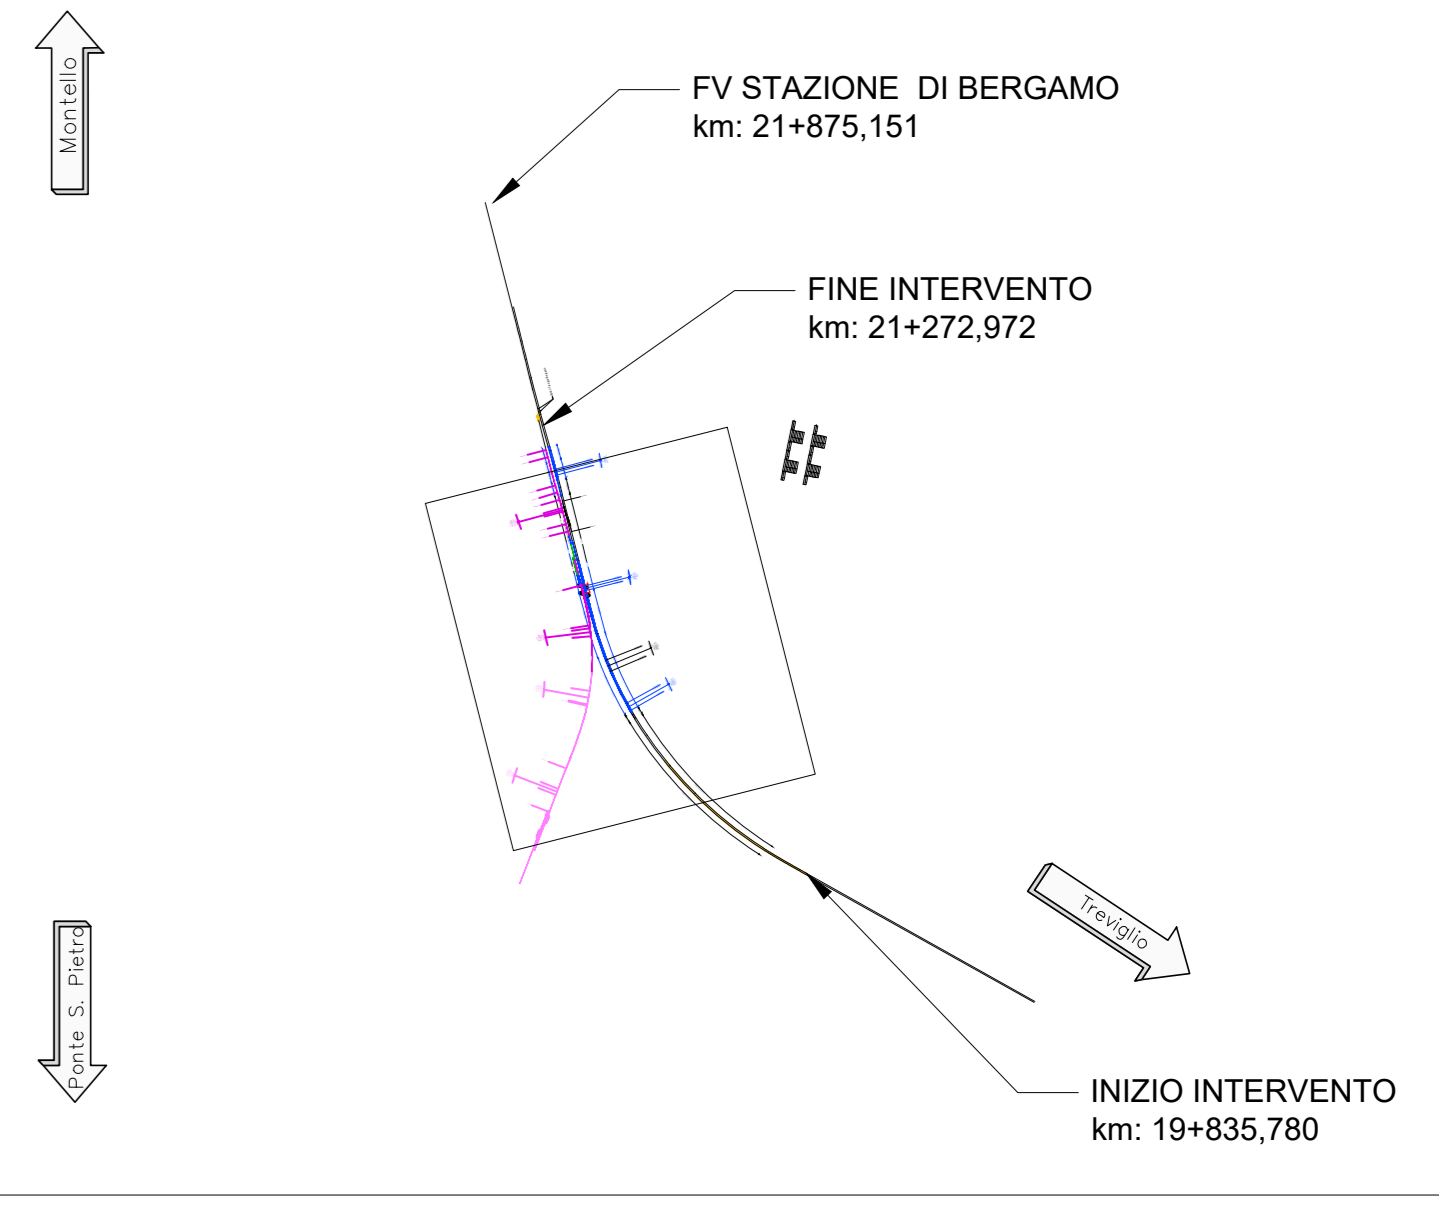 Montello
FV STAZIONE DI BERGAMO
km: 21+875,151
FINE INTERVENTO
km: 21+272,972
Treviglio
Ponte S. Pietro
INIZIO INTERVENTO
km: 19+835,780